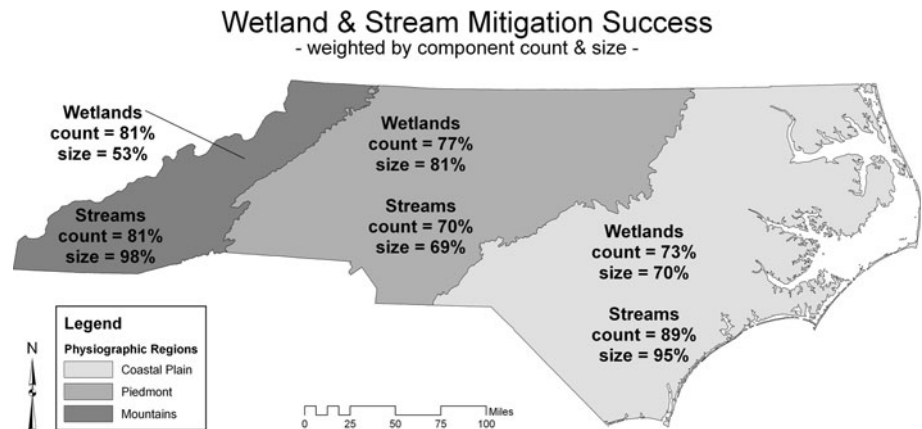 Wetland & Stream Mitigation Success
- weighted by component count & size -
Wetlands
count = 81%
size = 53%
Streams
count = 81%
size = 98%
Wetlands
count = 77%
size = 81%
Streams
count = 70%
size = 69%
Wetlands
count = 73%
size = 70%
Streams
count = 89%
size = 95%
Legend
Physiographic Regions
Coastal Plain
Piedmont
Mountains
N
Miles
0 25 50 75 100